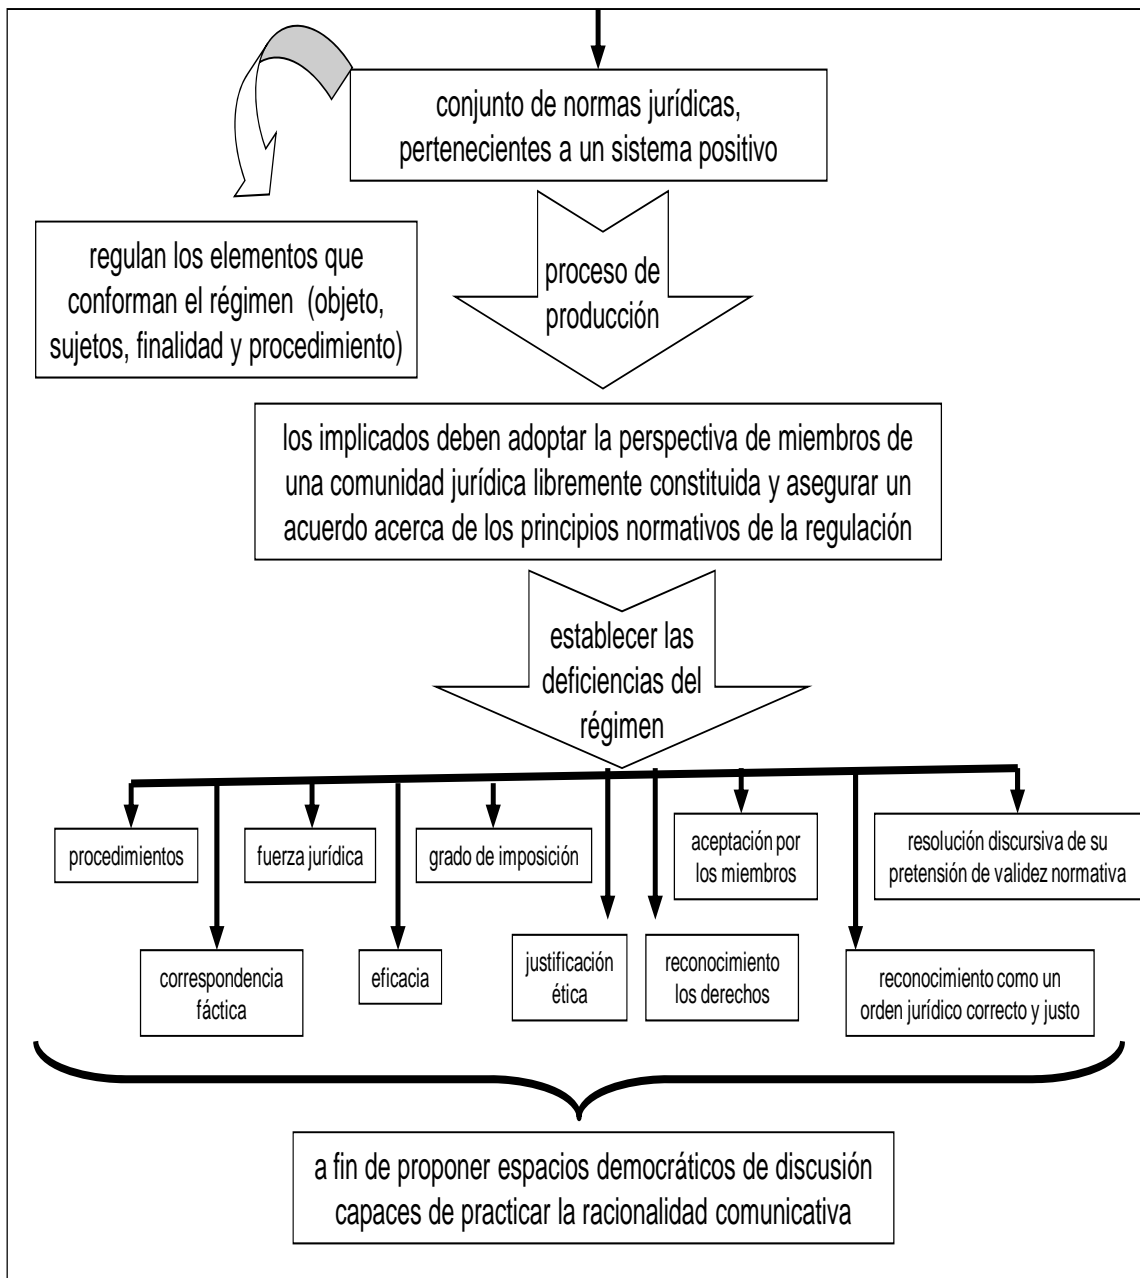 conjunto de normas jurídicas,
pertenecientes a un sistema positivo
regulan los elementos que
conforman el régimen (objeto,
sujetos, finalidad y procedimiento)
proceso de
producción
los implicados deben adoptar la perspectiva de miembros de
una comunidad jurídica libremente constituida y asegurar un
acuerdo acerca de los principios normativos de la regulación
establecer las
deficiencias del
régimen
procedimientos
fuerza jurídica
grado de imposición
aceptación por
los miembros
resolución discursiva de su
pretensión de validez normativa
correspondencia
fáctica
eficacia
justificación
ética
reconocimiento
los derechos
reconocimiento como un
orden jurídico correcto y justo
a fin de proponer espacios democráticos de discusión
capaces de practicar la racionalidad comunicativa